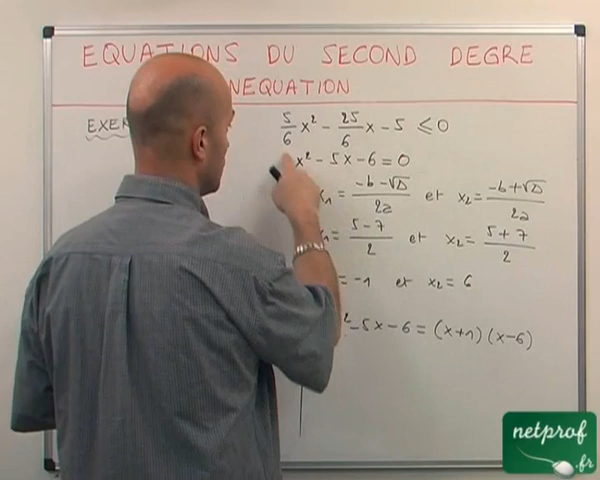 EQUATIONS DU SECOND DEGRE
NEQUATION
EXER
5/6 x² - 25/6 x - 5 ⩽ 0
x² - 5x - 6 = 0
x₁ = (-b - √Δ)/2a et x₂ = (-b + √Δ)/2a
x₁ = (5 - 7)/2 et x₂ = (5 + 7)/2
= -1 et x₂ = 6
² - 5x - 6 = (x+1)(x-6)
netprof
.fr